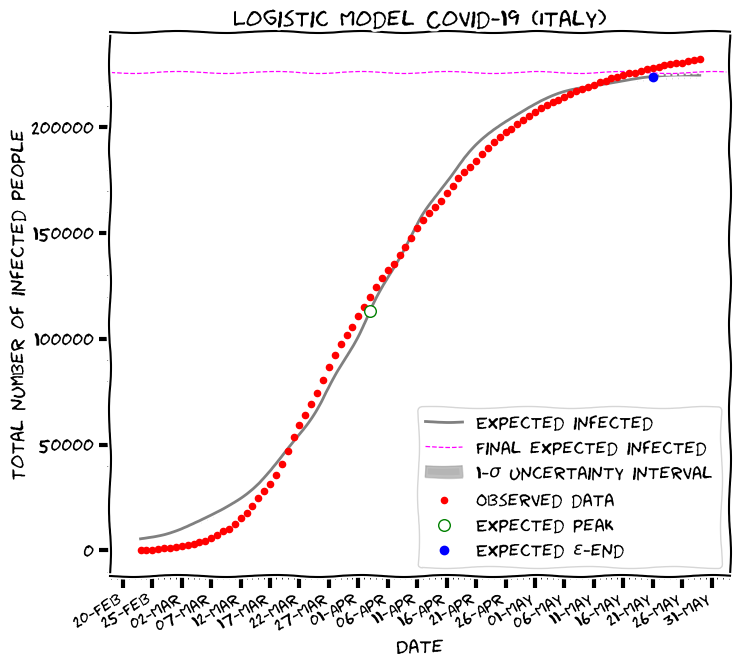 LOGISTIC MODEL COVID-19 (ITALY)
TOTAL NUMBER OF INFECTED PEOPLE
200000
150000
100000
50000
0
EXPECTED INFECTED
FINAL EXPECTED INFECTED
1-σ UNCERTAINTY INTERVAL
OBSERVED DATA
EXPECTED PEAK
EXPECTED ε-END
20-FEB
25-FEB
02-MAR
07-MAR
12-MAR
17-MAR
22-MAR
27-MAR
01-APR
06-APR
11-APR
16-APR
21-APR
26-APR
01-MAY
06-MAY
11-MAY
16-MAY
21-MAY
26-MAY
31-MAY
DATE